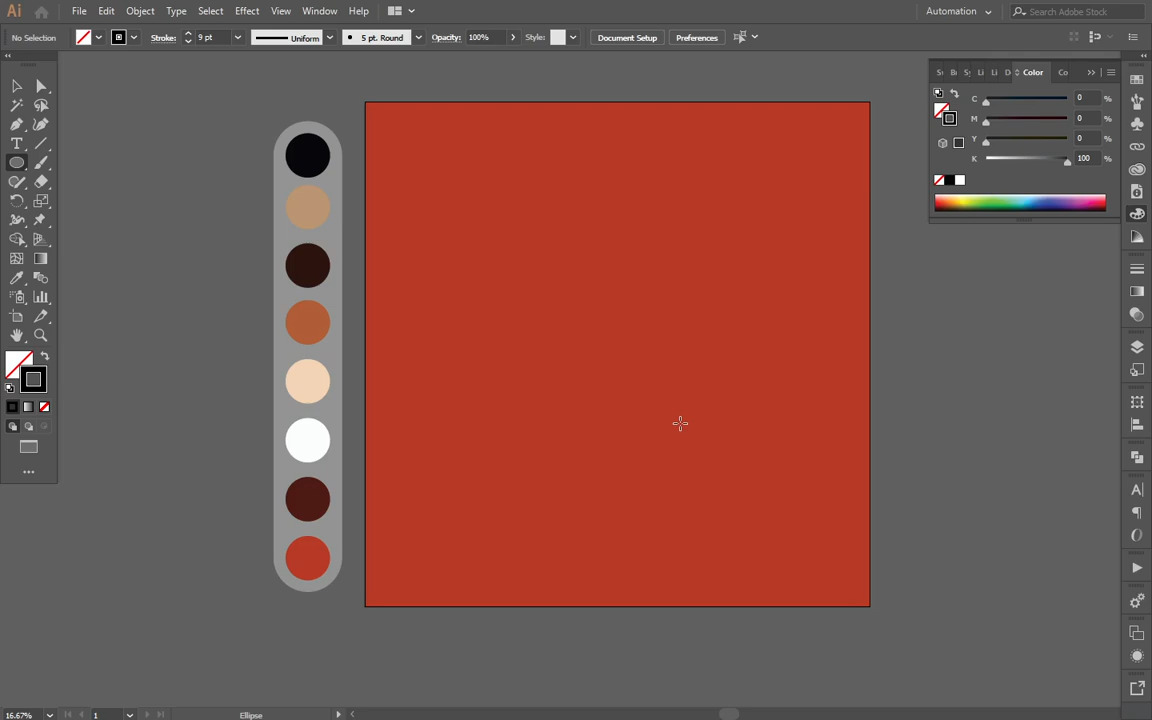 Ai File Edit Object Type Select Effect View Window Help Automation Search Adobe Stock
No Selection Stroke: 9 pt Uniform 5 pt. Round Opacity: 100% Style: Document Setup Preferences
Color Co
C 0 %
M 0 %
Y 0 %
K 100 %
16.67% 1 Ellipse